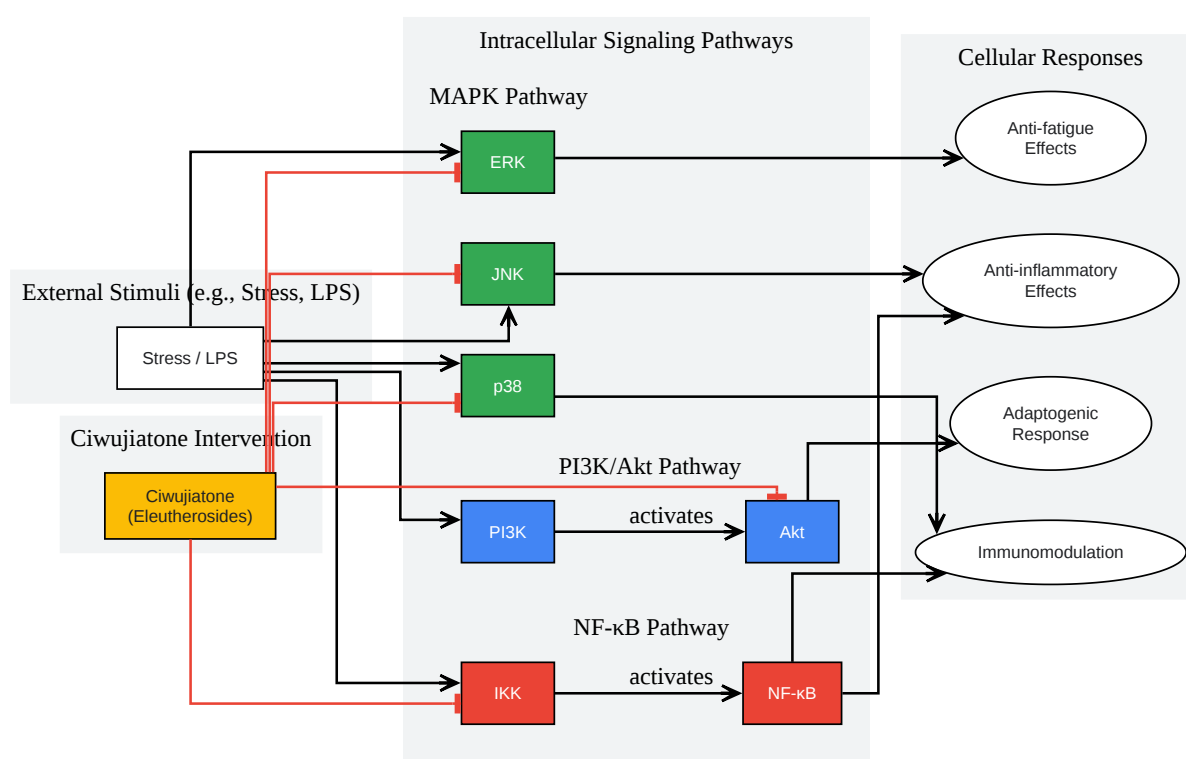 Intracellular Signaling Pathways
Cellular Responses
MAPK Pathway
Anti-fatigue
Effects
ERK
Anti-inflammatory
Effects
JNK
External Stimuli (e.g., Stress, LPS)
Stress / LPS
p38
Adaptogenic
Response
Ciwujiatone Intervention
PI3K/Akt Pathway
Ciwujiatone
(Eleutherosides)
PI3K
activates
Akt
Immunomodulation
NF-κB Pathway
IKK
activates
NF-κB